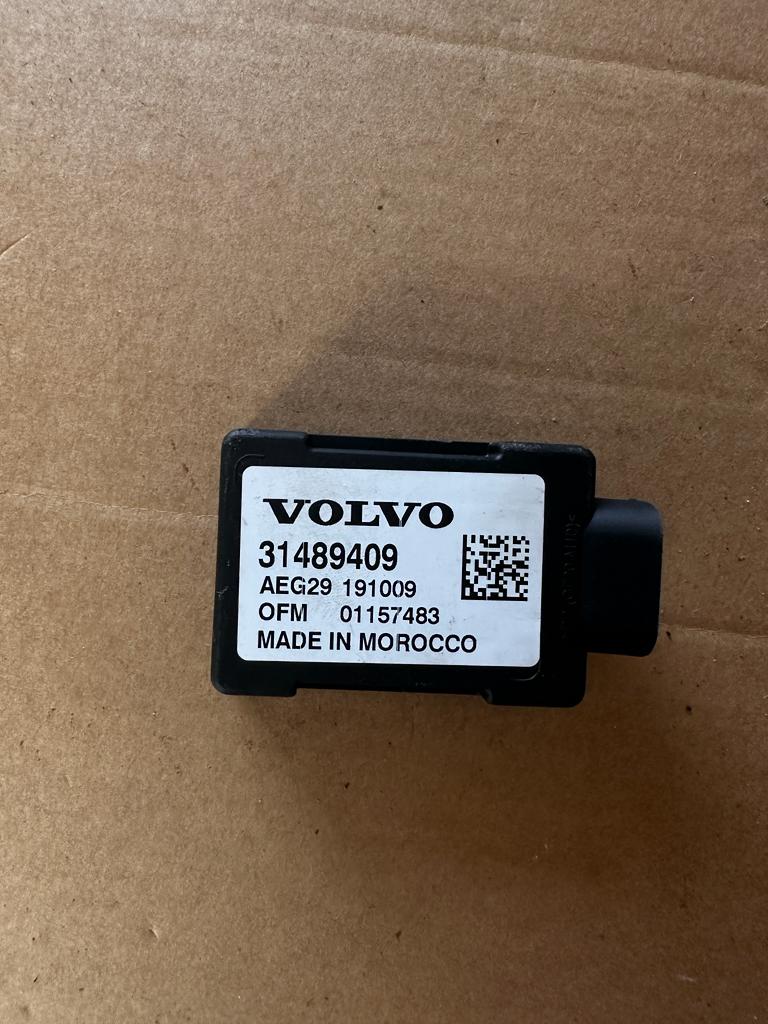 VOLVO
31489409
AEG29 191009
OFM 01157483
MADE IN MOROCCO